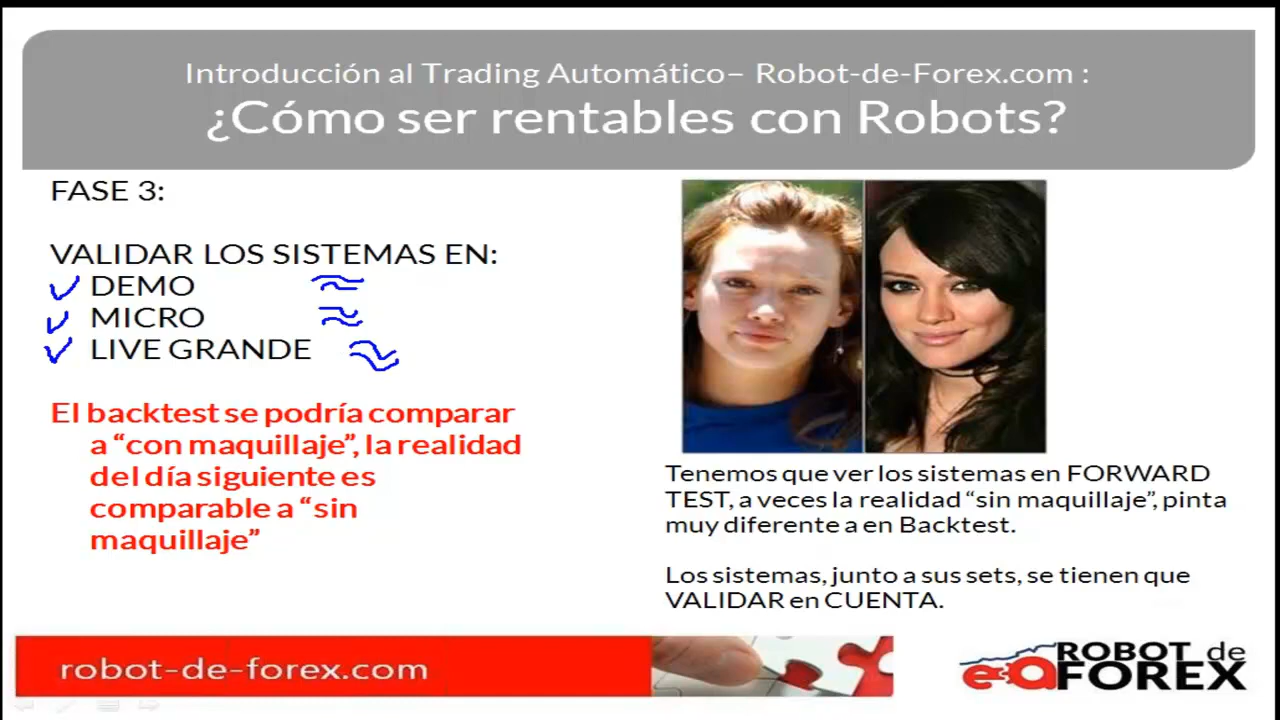 Introducción al Trading Automático– Robot-de-Forex.com :
¿Cómo ser rentables con Robots?
FASE 3:
VALIDAR LOS SISTEMAS EN:
DEMO
MICRO
LIVE GRANDE
El backtest se podría comparar
a “con maquillaje”, la realidad
del día siguiente es
comparable a “sin
maquillaje”
Tenemos que ver los sistemas en FORWARD
TEST, a veces la realidad “sin maquillaje”, pinta
muy diferente a en Backtest.
Los sistemas, junto a sus sets, se tienen que
VALIDAR en CUENTA.
robot-de-forex.com
ROBOT de
ea FOREX